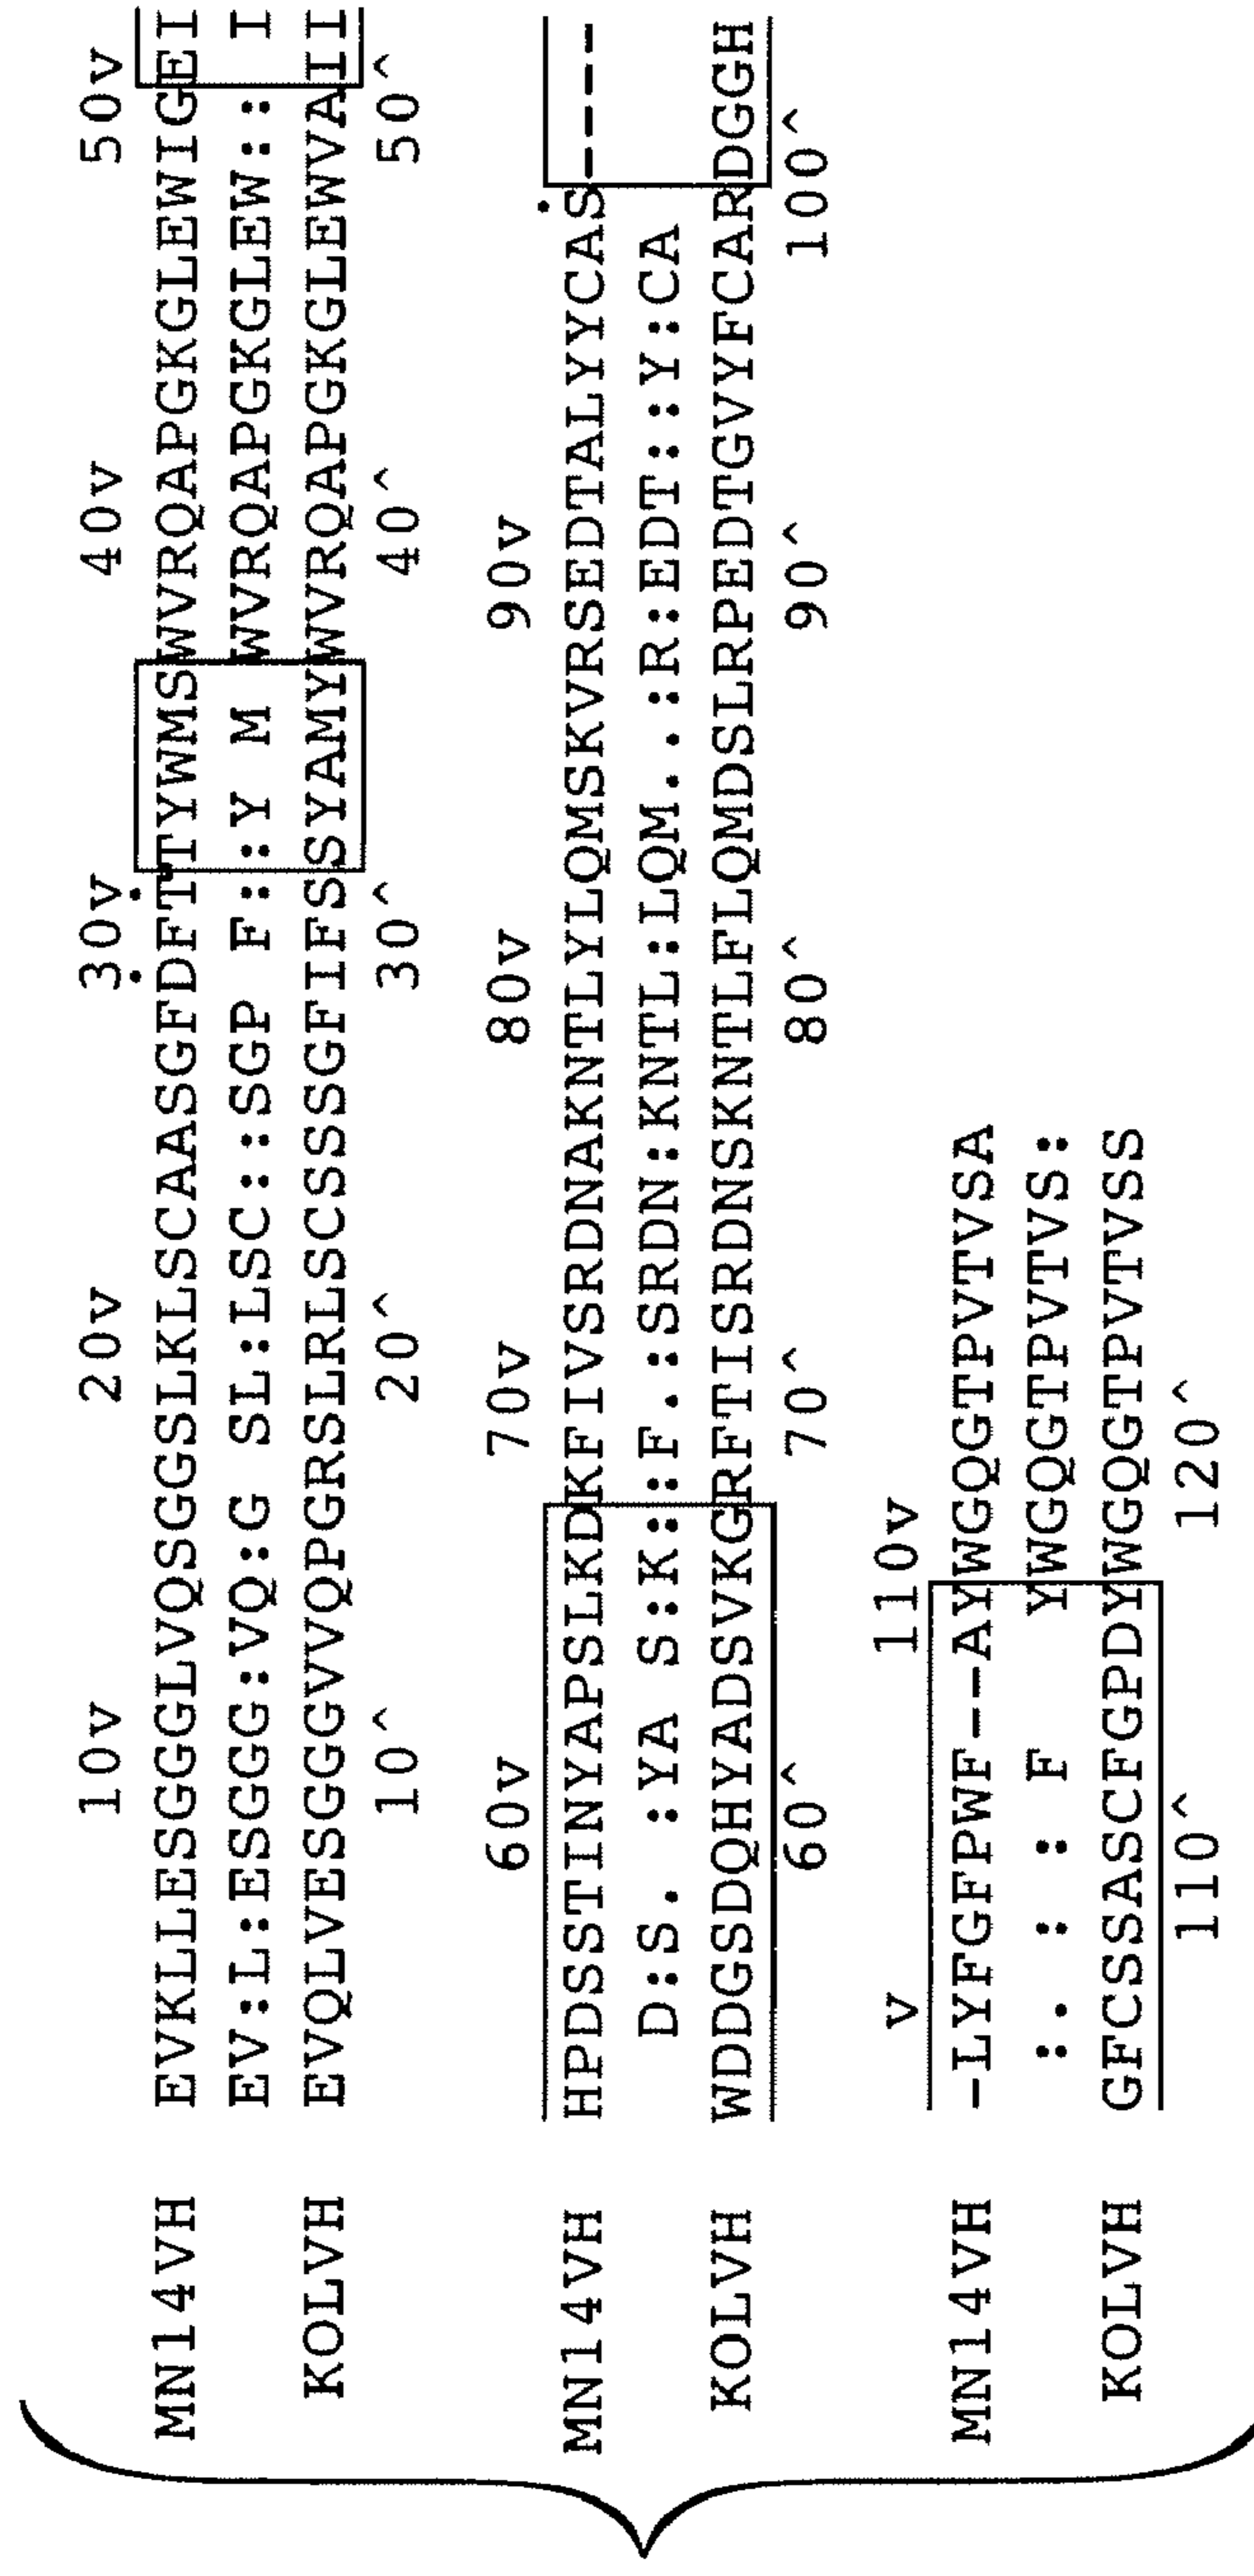 10v 20v 30v 40v 50v
MN14VH EVKLLESGGGLVQSGGSLKLSCAASGFDFTTYWMSWVRQAPGKGLEWIGEI
EV:L:ESGGG:VQ:G SL:LSC::SGP F::Y M WVRQAPGKGLEW:: I
KOLVH EVQLVESGGGVVQPGRSLRLSCSSSGFIFSSYAMYWVRQAPGKGLEWVAII
10^ 20^ 30^ 40^ 50^
60v 70v 80v 90v
MN14VH HPDSSTINYAPSLKDKFIVSRDNAKNTLYLQMSKVRSEDTALYYCAS-----
D:S. :YA S:K::F.:SRDN:KNTL:LQM..:R:EDT::Y:CA
KOLVH WDDGSDQHYADSVKGRFTISRDNSKNTLFLQMDSLRPEDTGVYFCARDGGH
60^ 70^ 80^ 90^ 100^
v 110v
MN14VH -LYFGFPWF--AYWGQGTPVTVSA
:. : : F YWGQGTPVTVS:
KOLVH GFCSSASCFGPDYWGQGTPVTVSS
110^ 120^